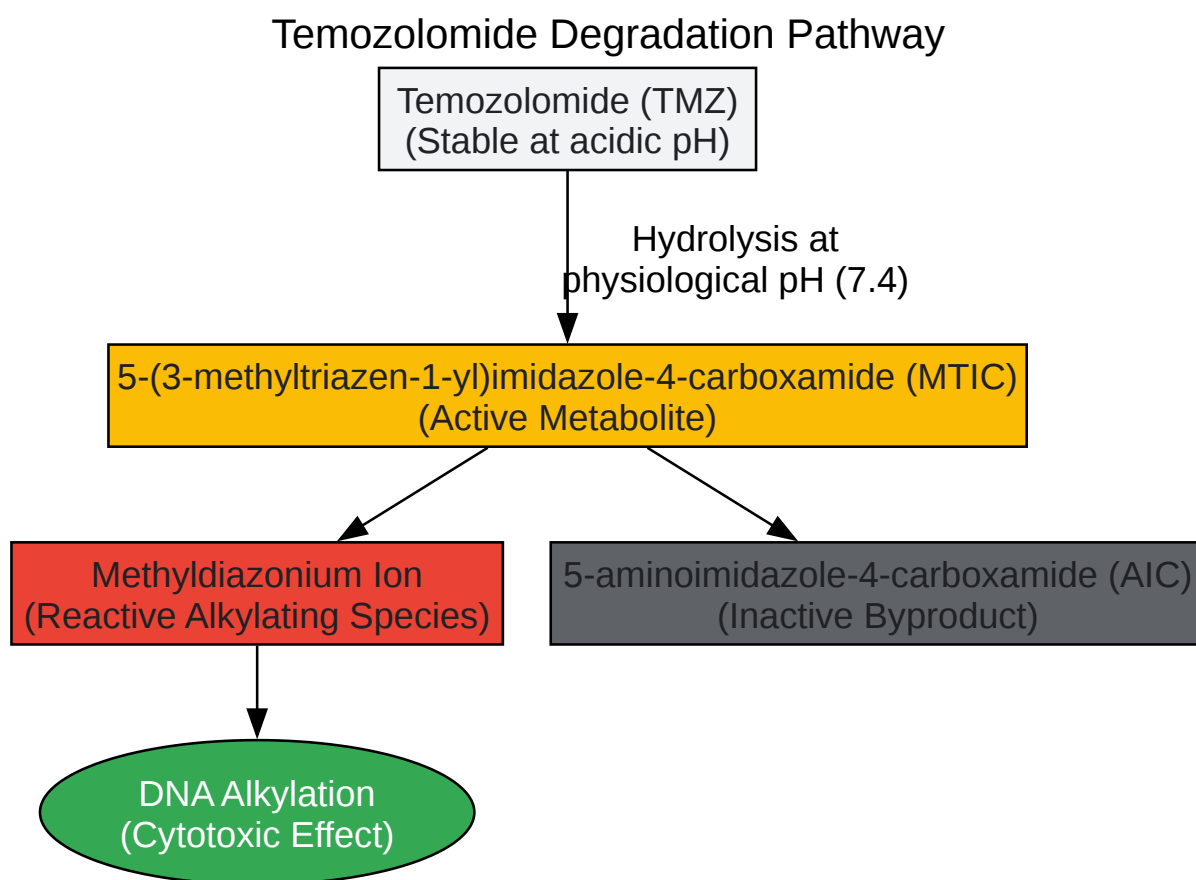 Temozolomide Degradation Pathway
Temozolomide (TMZ)
(Stable at acidic pH)
Hydrolysis at
physiological pH (7.4)
5-(3-methyltriazen-1-yl)imidazole-4-carboxamide (MTIC)
(Active Metabolite)
Methyldiazonium Ion
(Reactive Alkylating Species)
5-aminoimidazole-4-carboxamide (AIC)
(Inactive Byproduct)
DNA Alkylation
(Cytotoxic Effect)